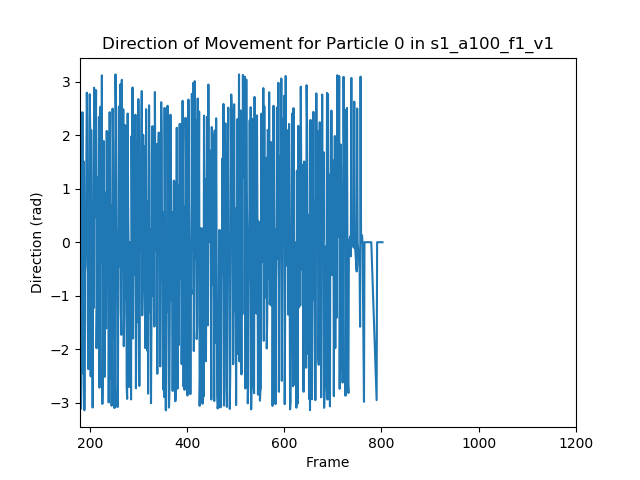 Direction of Movement for Particle 0 in s1_a100_f1_v1
3
2
1
0
−1
−2
−3
Direction (rad)
200 400 600 800 1000 1200
Frame